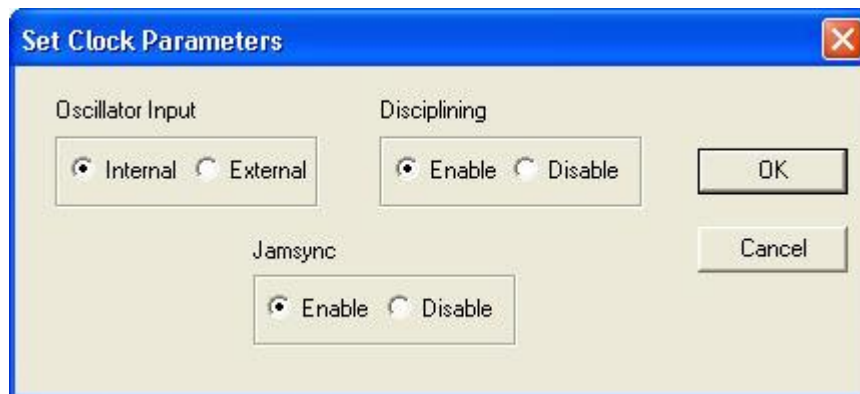 Set Clock Parameters
Oscillator Input
Internal External
Disciplining
Enable Disable
OK
Cancel
Jamsync
Enable Disable